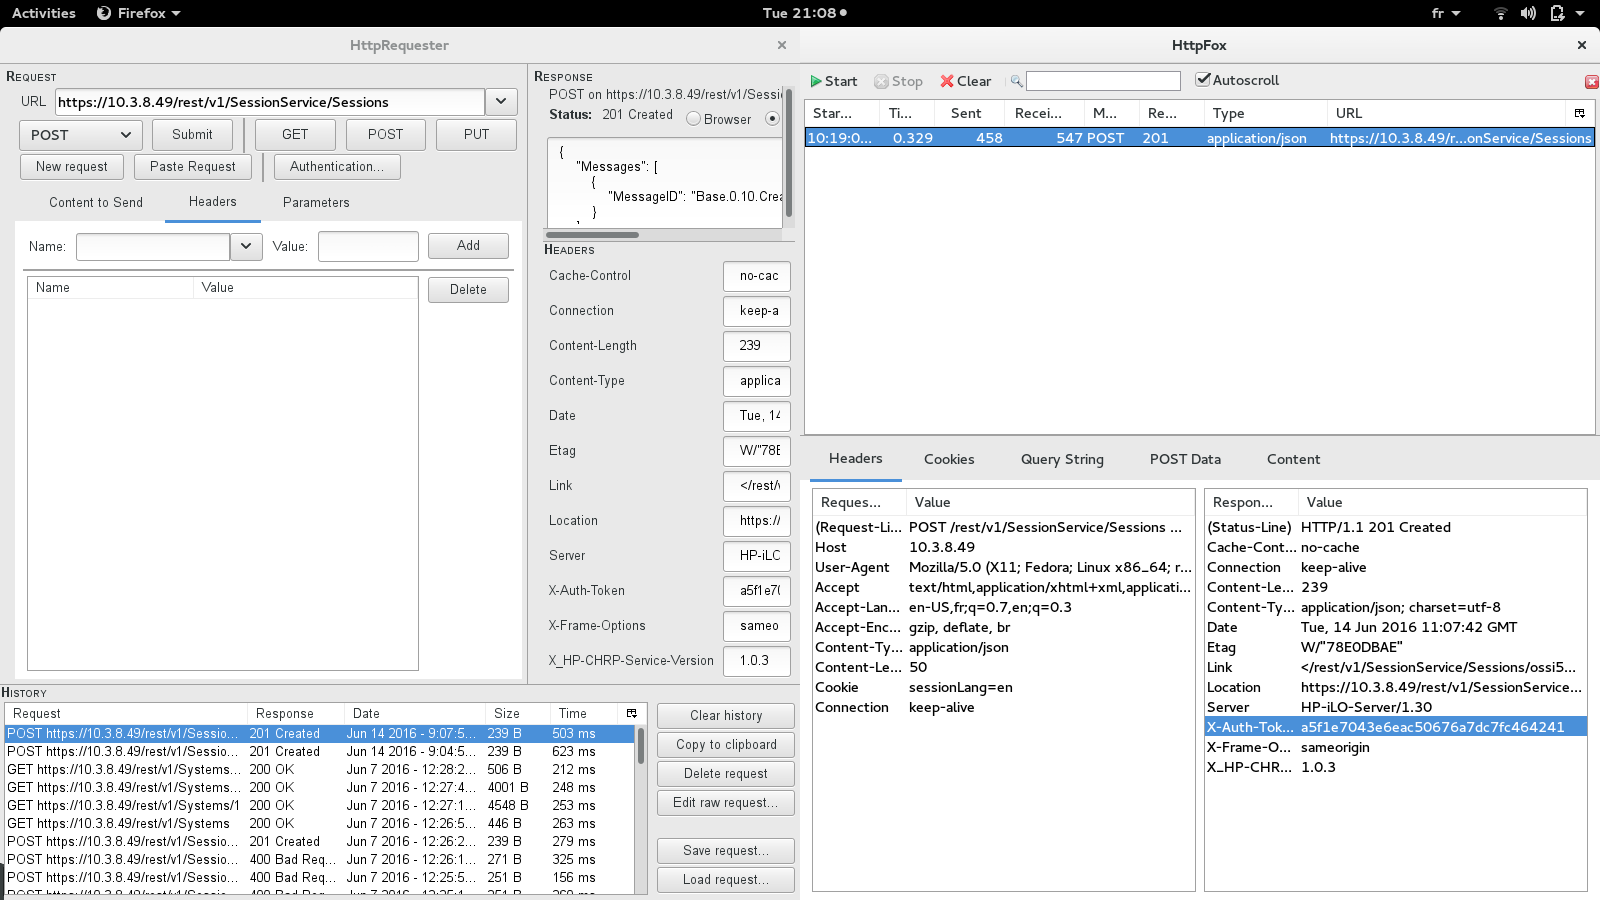 Activities Firefox Tue 21:08 fr
HttpRequester
REQUEST
URL https://10.3.8.49/rest/v1/SessionService/Sessions
POST Submit GET POST PUT
New request Paste Request Authentication...
Content to Send Headers Parameters
Name: Value: Add
Name Value Delete
RESPONSE
POST on https://10.3.8.49/rest/v1/Sessi
Status: 201 Created Browser
{
"Messages": [
{
"MessageID": "Base.0.10.Crea
}
HEADERS
Cache-Control no-cac
Connection keep-a
Content-Length 239
Content-Type applica
Date Tue, 14
Etag W/"78E
Link </rest/v
Location https://
Server HP-iLO
X-Auth-Token a5f1e70
X-Frame-Options sameo
X_HP-CHRP-Service-Version 1.0.3
HISTORY
Request Response Date Size Time
POST https://10.3.8.49/rest/v1/Sessio... 201 Created Jun 14 2016 - 9:07:5... 239 B 503 ms
POST https://10.3.8.49/rest/v1/Sessio... 201 Created Jun 14 2016 - 9:04:5... 239 B 623 ms
GET https://10.3.8.49/rest/v1/Systems... 200 OK Jun 7 2016 - 12:28:2... 506 B 212 ms
GET https://10.3.8.49/rest/v1/Systems... 200 OK Jun 7 2016 - 12:27:4... 4001 B 248 ms
GET https://10.3.8.49/rest/v1/Systems/1 200 OK Jun 7 2016 - 12:27:1... 4548 B 253 ms
GET https://10.3.8.49/rest/v1/Systems 200 OK Jun 7 2016 - 12:26:5... 446 B 263 ms
POST https://10.3.8.49/rest/v1/Sessio... 201 Created Jun 7 2016 - 12:26:2... 239 B 279 ms
POST https://10.3.8.49/rest/v1/Sessio... 400 Bad Req... Jun 7 2016 - 12:26:1... 271 B 325 ms
POST https://10.3.8.49/rest/v1/Sessio... 400 Bad Req... Jun 7 2016 - 12:25:5... 251 B 156 ms
POST https://10.3.8.49/rest/v1/Sessio... 400 Bad Req... Jun 7 2016 - 12:25:1... 251 B 260 ms
Clear history
Copy to clipboard
Delete request
Edit raw request...
Save request...
Load request...
HttpFox
Start Stop Clear Autoscroll
Star... Ti... Sent Recei... M... Re... Type URL
10:19:0... 0.329 458 547 POST 201 application/json https://10.3.8.49/r...onService/Sessions
Headers Cookies Query String POST Data Content
Reques... Value
(Request-Li... POST /rest/v1/SessionService/Sessions ...
Host 10.3.8.49
User-Agent Mozilla/5.0 (X11; Fedora; Linux x86_64; r...
Accept text/html,application/xhtml+xml,applicati...
Accept-Lan... en-US,fr;q=0.7,en;q=0.3
Accept-Enc... gzip, deflate, br
Content-Ty... application/json
Content-Le... 50
Cookie sessionLang=en
Connection keep-alive
Respon... Value
(Status-Line) HTTP/1.1 201 Created
Cache-Cont... no-cache
Connection keep-alive
Content-Le... 239
Content-Ty... application/json; charset=utf-8
Date Tue, 14 Jun 2016 11:07:42 GMT
Etag W/"78E0DBAE"
Link </rest/v1/SessionService/Sessions/ossi5...
Location https://10.3.8.49/rest/v1/SessionService...
Server HP-iLO-Server/1.30
X-Auth-Tok... a5f1e7043e6eac50676a7dc7fc464241
X-Frame-O... sameorigin
X_HP-CHR... 1.0.3